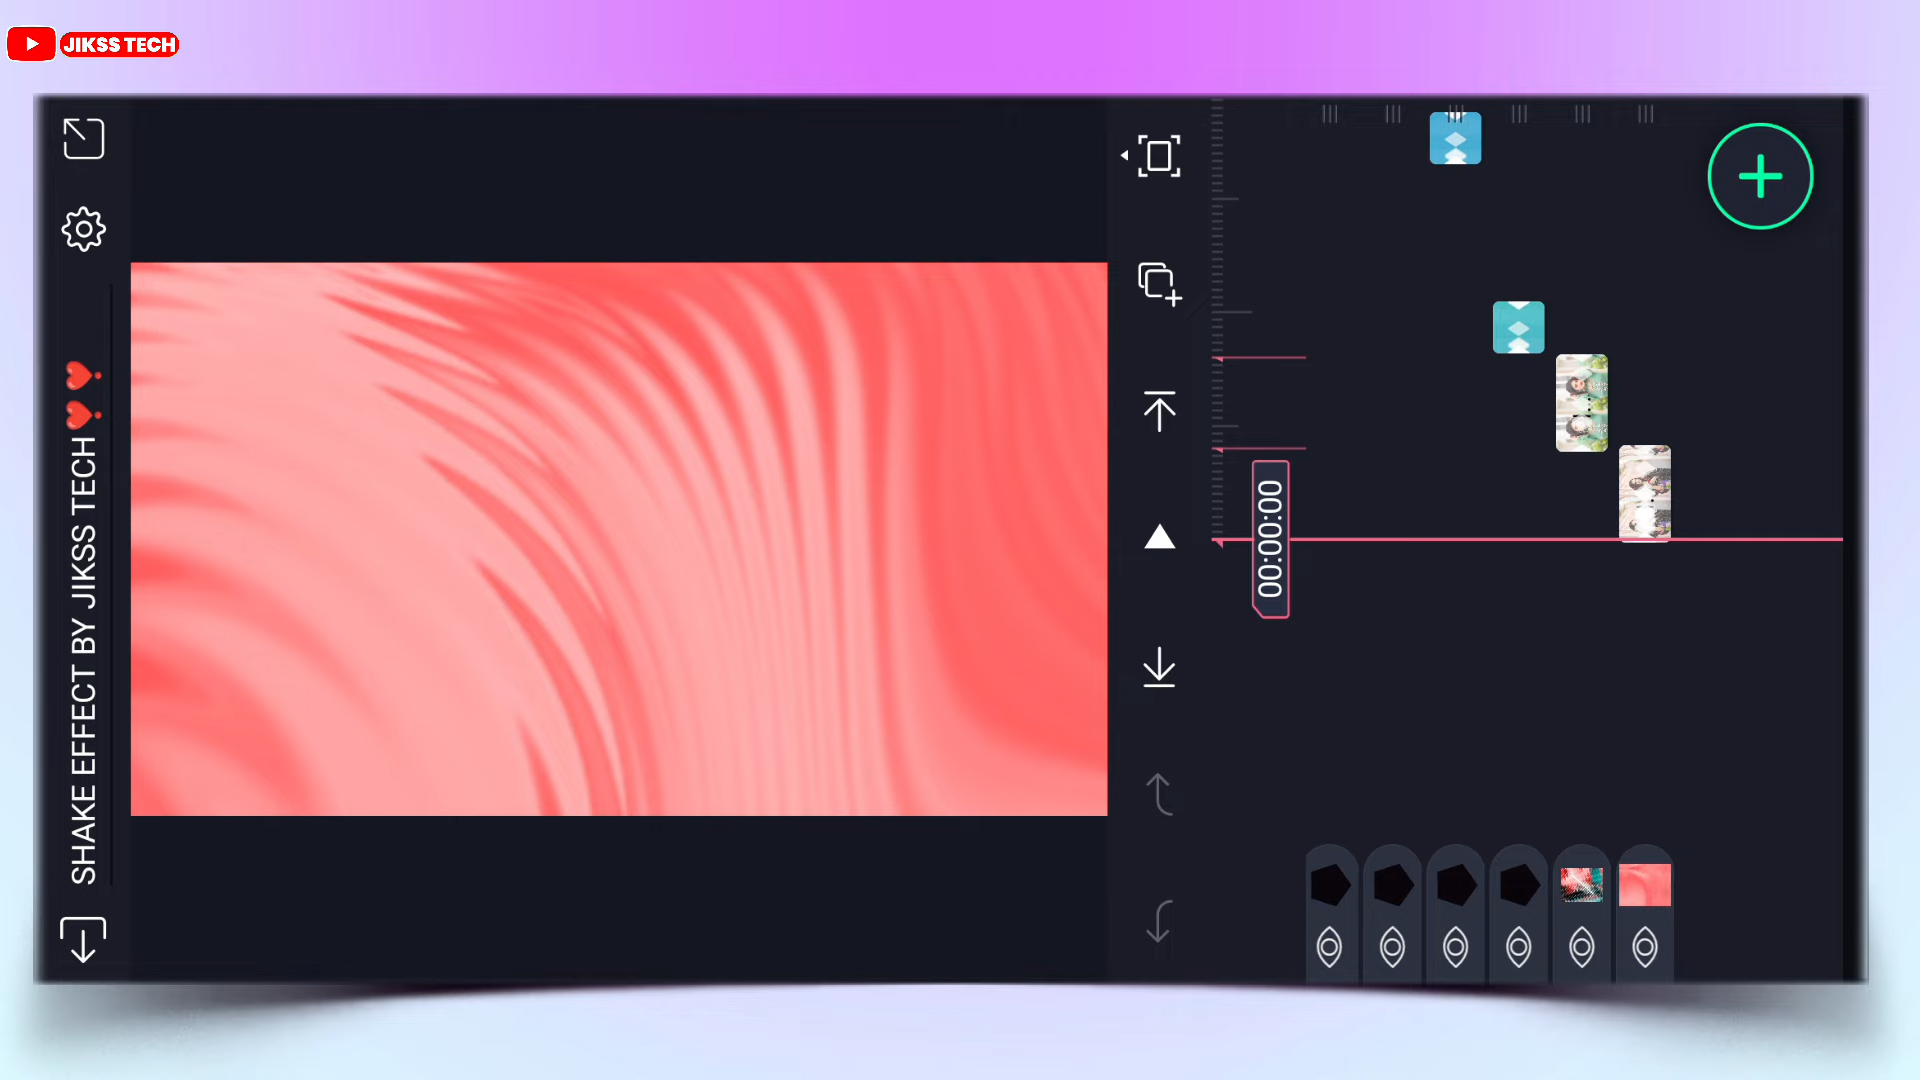 JIKSS TECH
SHAKE EFFECT BY JIKSS TECH ❣️❣️
00:00:00